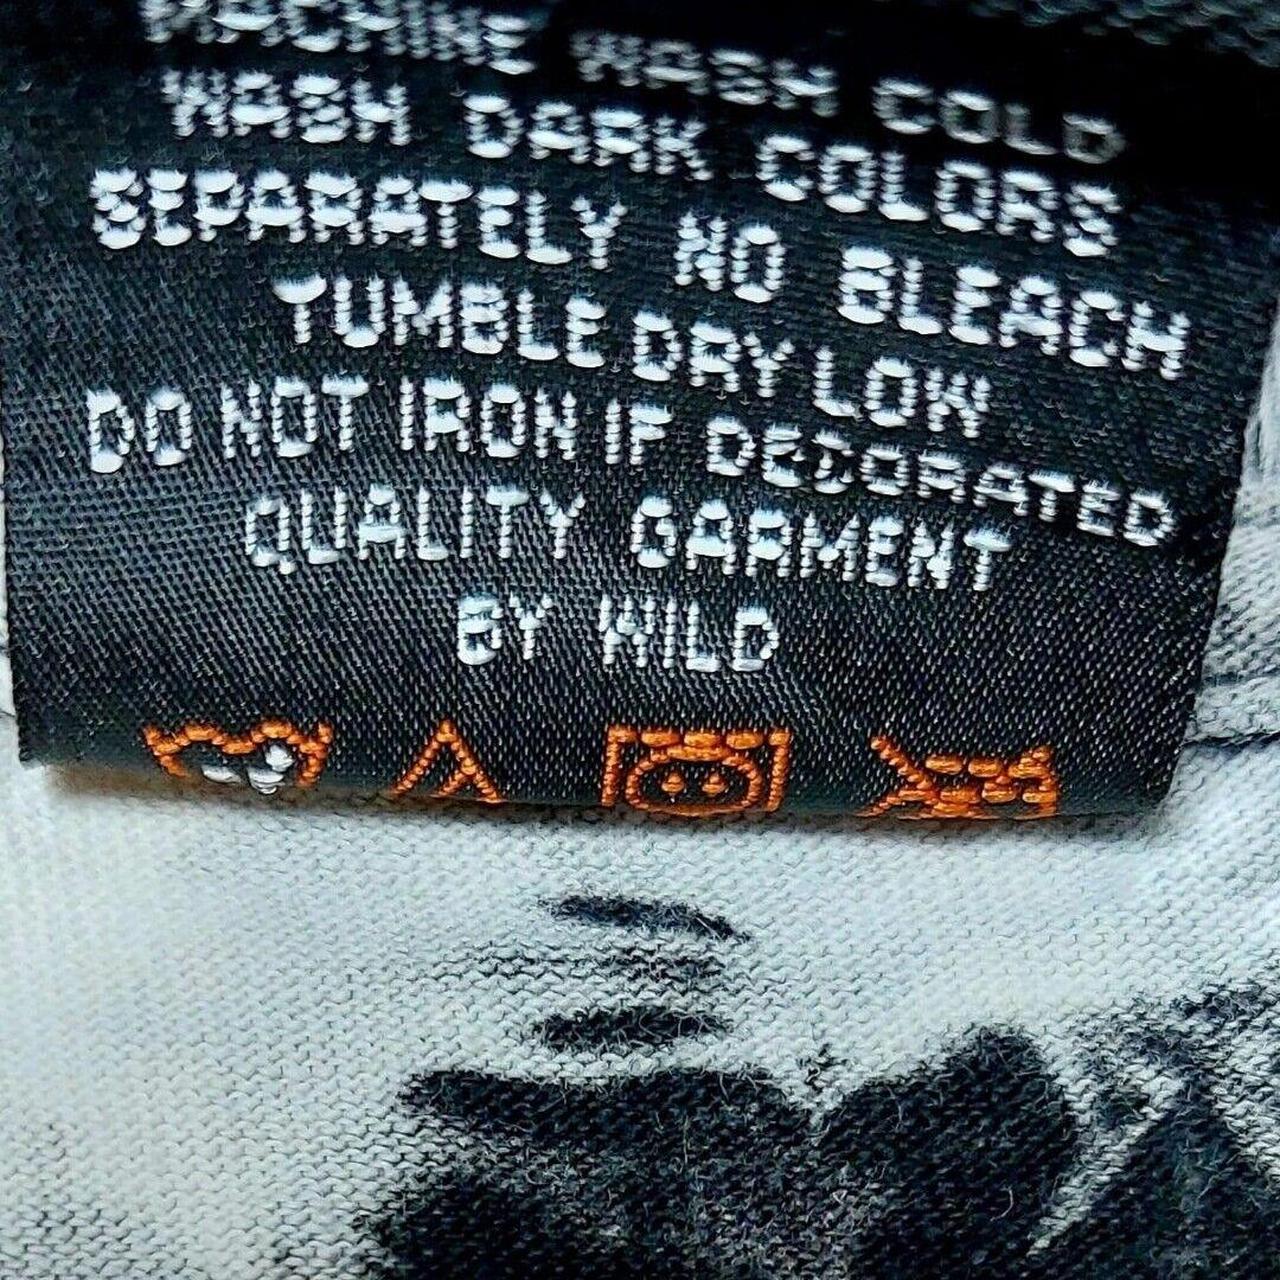 MACHINE WASH COLD
WASH DARK COLORS
SEPARATELY NO BLEACH
TUMBLE DRY LOW
DO NOT IRON IF DECORATED
QUALITY GARMENT
BY WILD